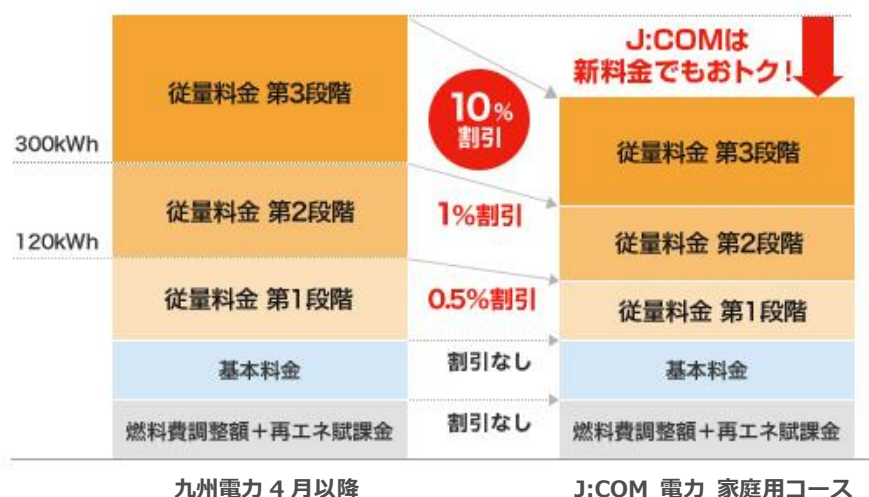 J:COMは
新料金でもおトク!
従量料金 第3段階
10%
割引
300kWh
従量料金 第3段階
従量料金 第2段階
1%割引
120kWh
従量料金 第2段階
従量料金 第1段階
0.5%割引
従量料金 第1段階
基本料金
割引なし
基本料金
燃料費調整額+再エネ賦課金
割引なし
燃料費調整額+再エネ賦課金
九州電力 4 月以降
J:COM 電力 家庭用コース